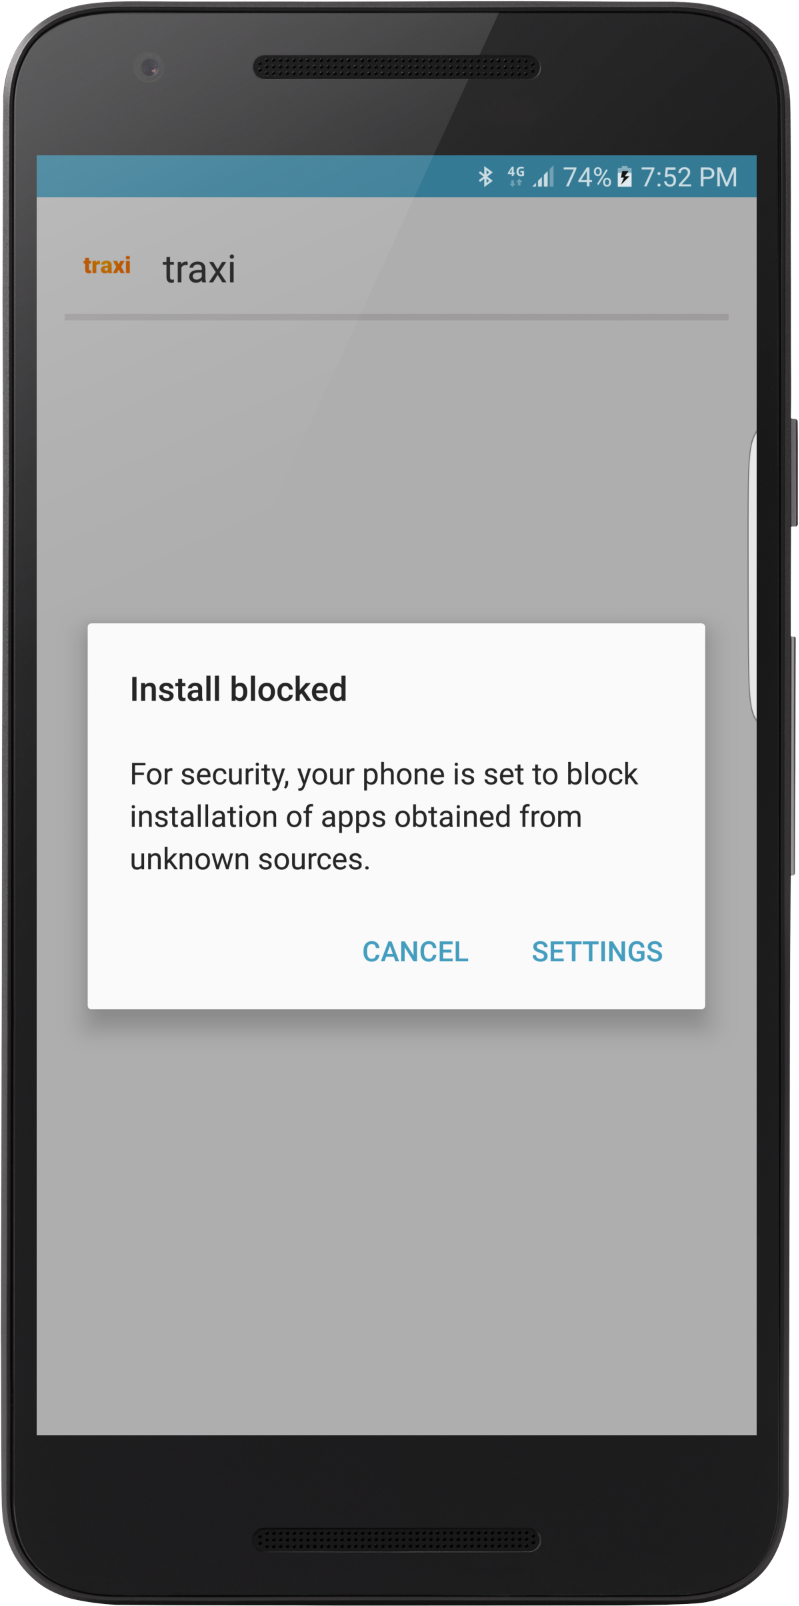 4G 74% 7:52 PM
traxi traxi
Install blocked
For security, your phone is set to block
installation of apps obtained from
unknown sources.
CANCEL SETTINGS